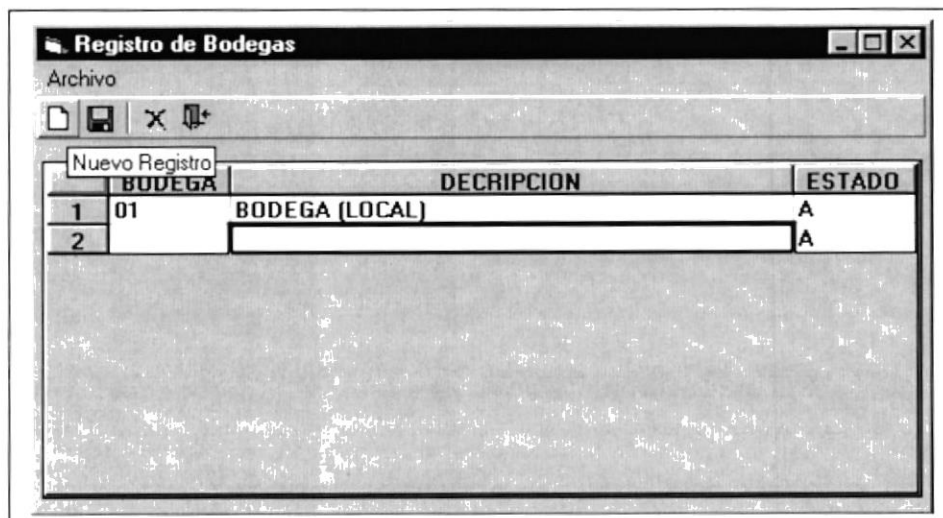 Registro de Bodegas
Archivo
Nuevo Registro
BODEGA DECRIPCION ESTADO
1 01 BODEGA (LOCAL) A
2 A